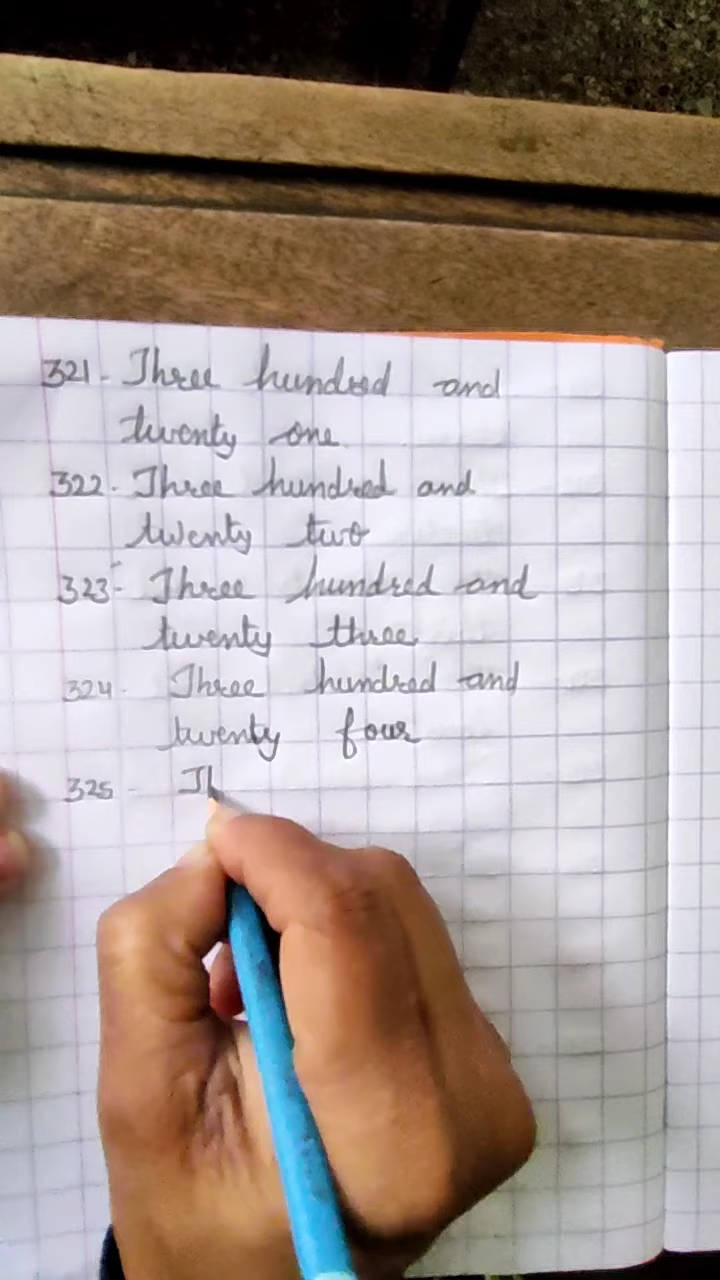 321- Three hundred and
twenty one
322- Three hundred and
twenty two
323- Three hundred and
twenty three
324- Three hundred and
twenty four
325- Th